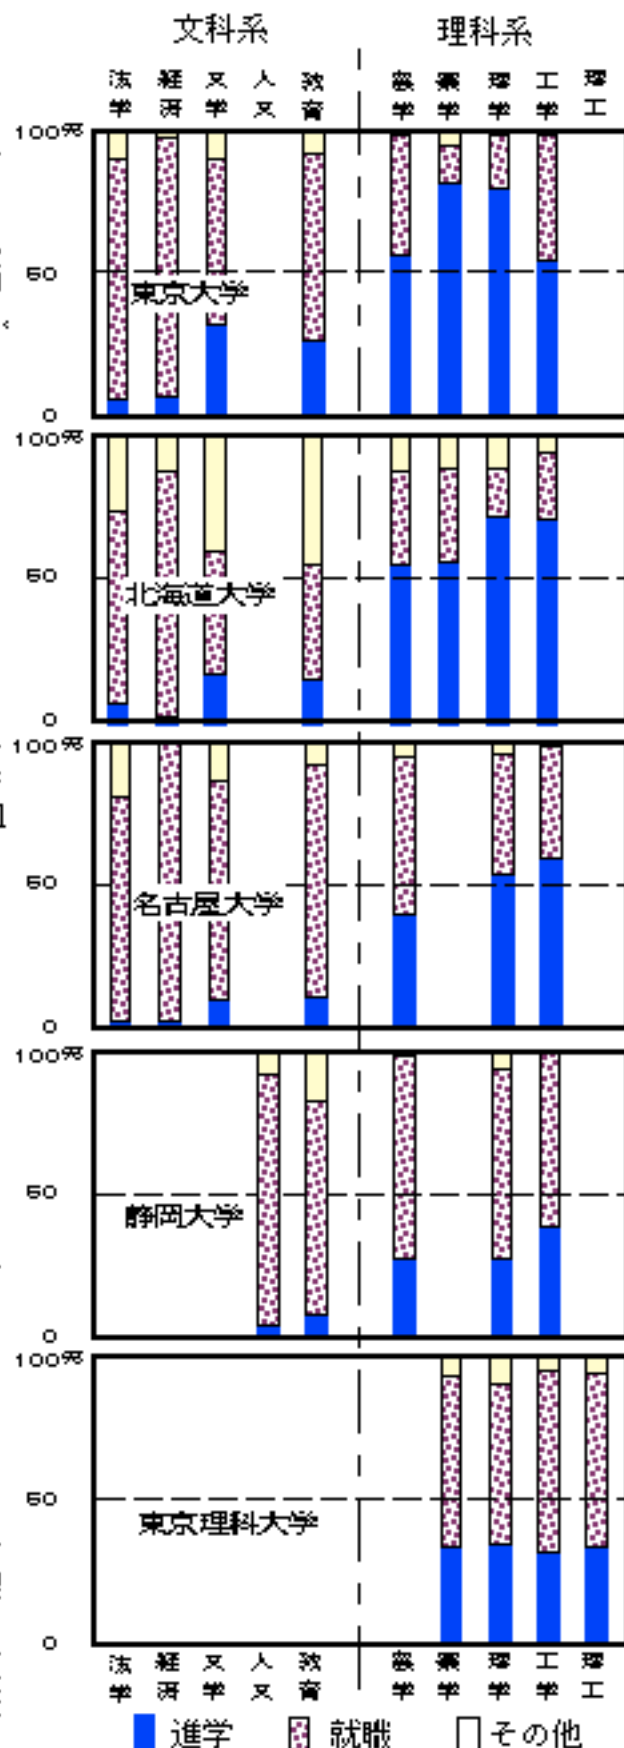 文科系 理科系
法学 経済 文学 人文 教育 農学 薬学 理学 工学 理工
100%
50
東京大学
0
100%
50
北海道大学
0
100%
50
名古屋大学
0
100%
50
静岡大学
0
100%
50
東京理科大学
0
法学 経済 文学 人文 教育 農学 薬学 理学 工学 理工
進学 就職 その他